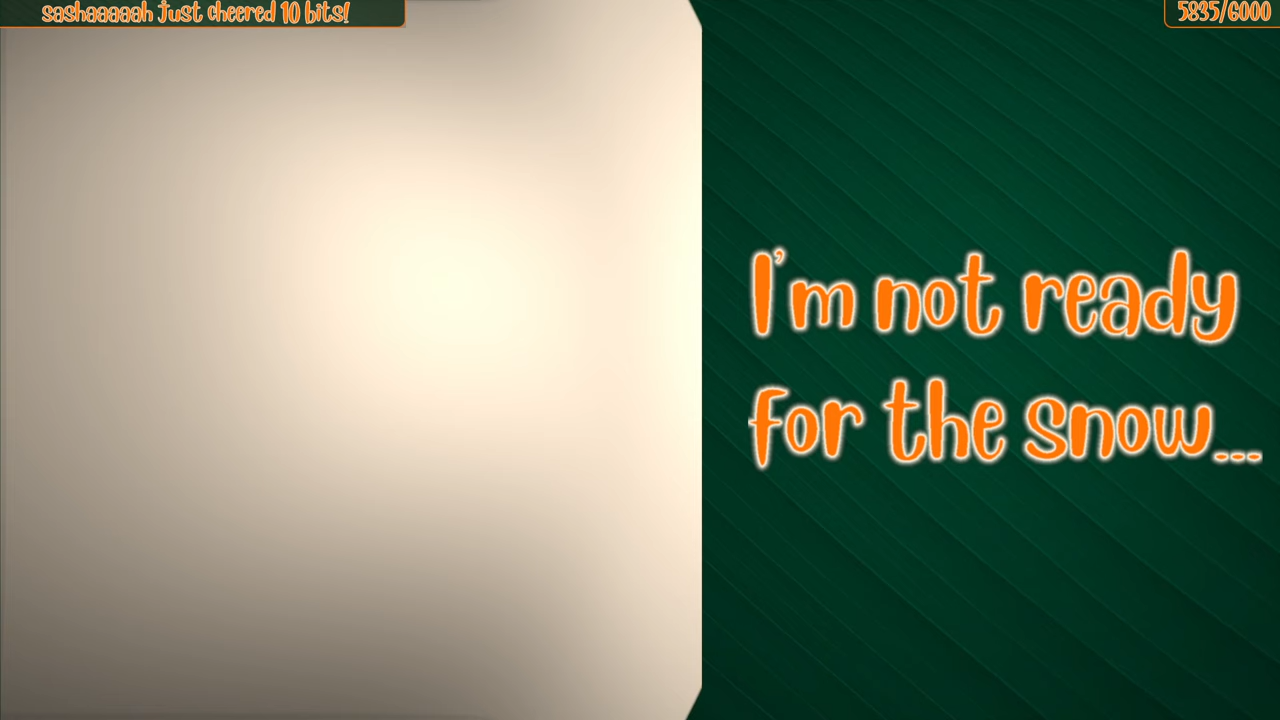 sashaaaaah just cheered 10 bits!
5835/6000
I'm not ready
for the snow...